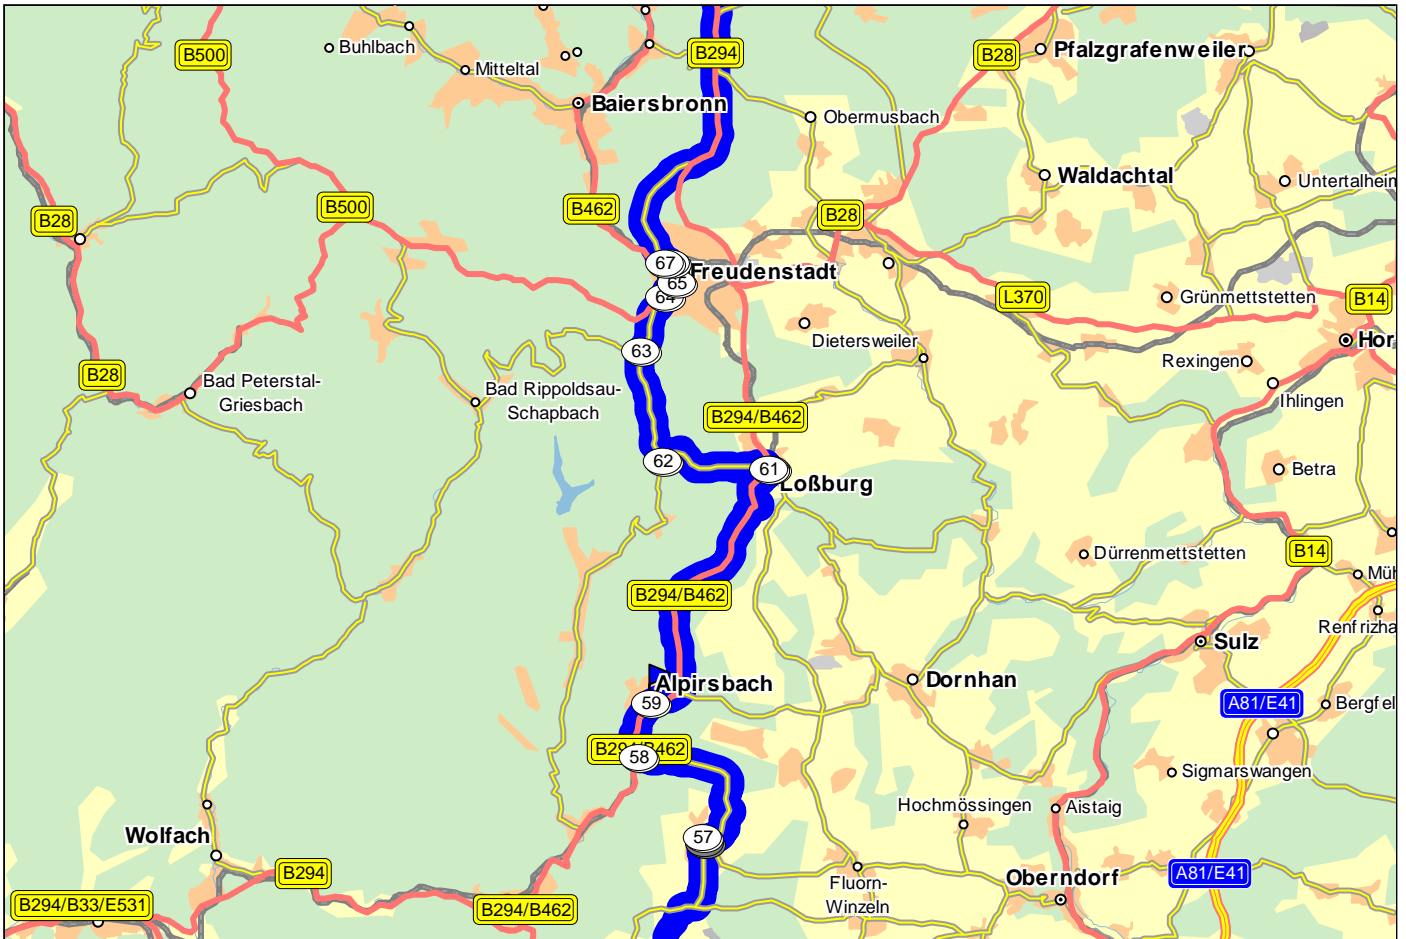 B500
Buhlbach
B294
B28
Pfalzgrafenweiler
Mitteltal
Baiersbronn
Obermusbach
Waldachtal
Untertalheim
B28
B500
B462
B28
67
Freudenstadt
65
64
L370
Grünmettstetten
B14
Hor
63
Dietersweiler
Rexingen
B28
Bad Peterstal-
Griesbach
Bad Rippoldsau-
Schapbach
Ihlingen
B294/B462
62
61
Loßburg
Betra
Dürrenmettstetten
B14
Müh
B294/B462
Renfrizha
Sulz
Alpirsbach
Dornhan
59
A81/E41
Bergfel
B294/B462
58
Sigmarswangen
Hochmössingen
Aistaig
Wolfach
57
B294
Fluorn-
Winzeln
Oberndorf
A81/E41
B294/B33/E531
B294/B462